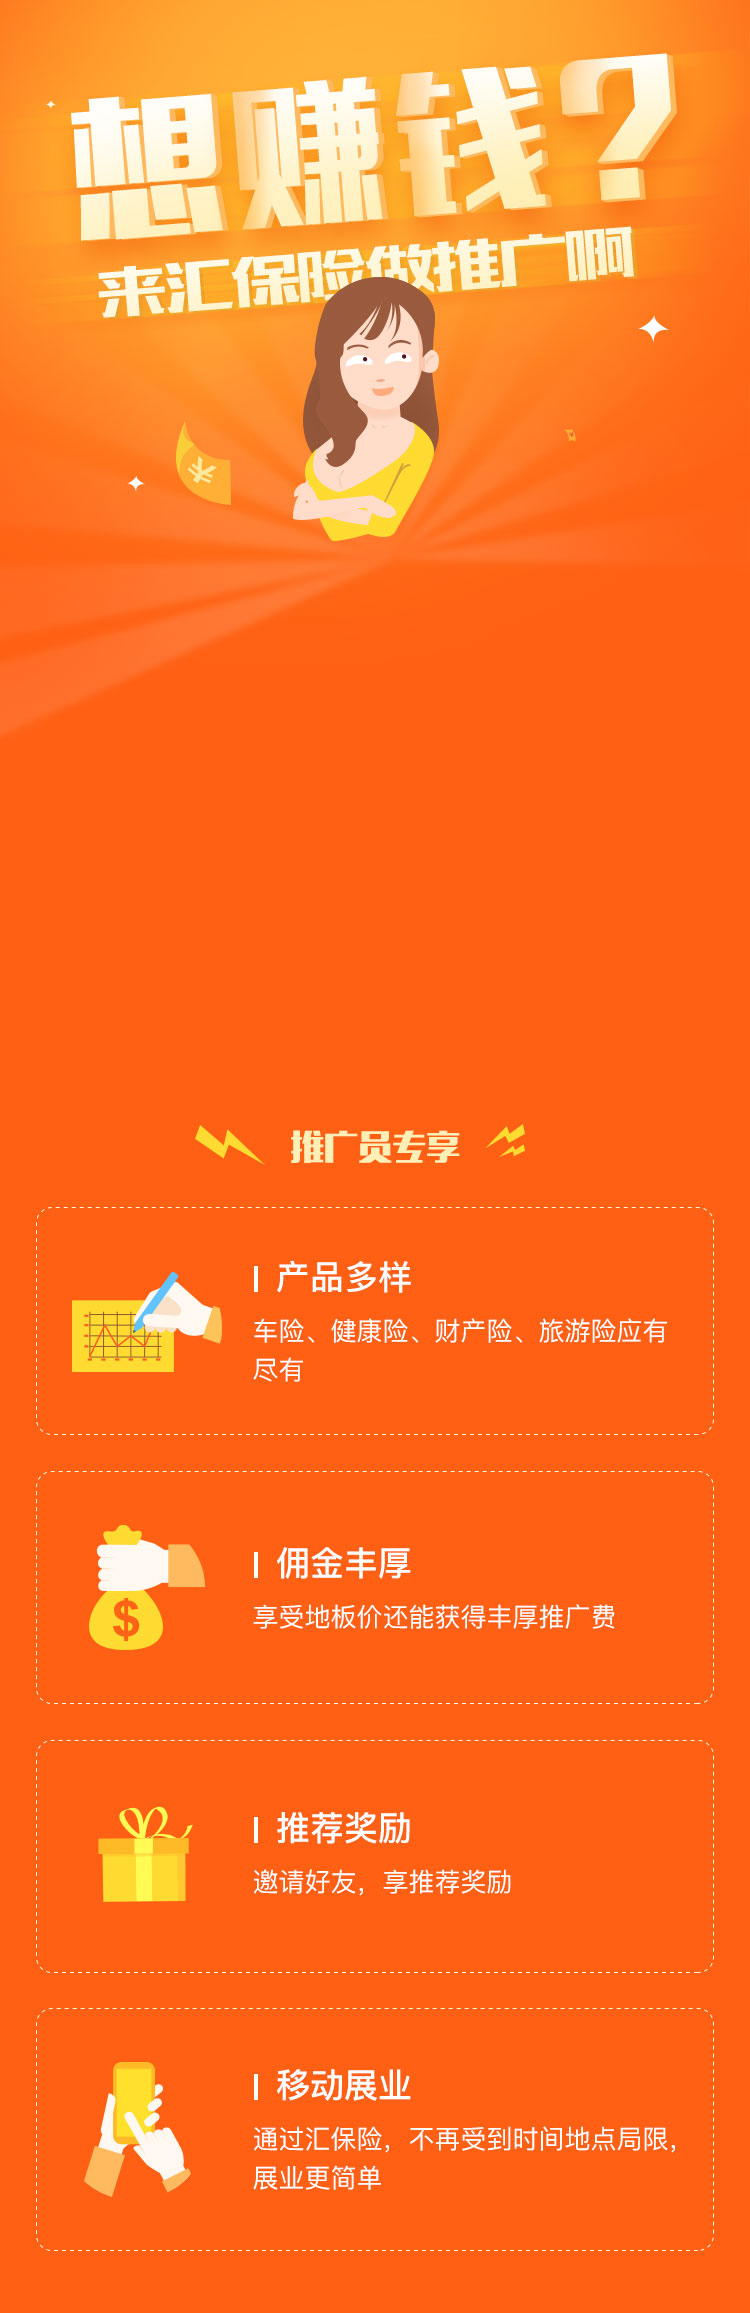 想赚钱?
来汇保险做推广啊
¥
推广员专享
产品多样
车险、健康险、财产险、旅游险应有
尽有
$
佣金丰厚
享受地板价还能获得丰厚推广费
推荐奖励
邀请好友，享推荐奖励
移动展业
通过汇保险，不再受到时间地点局限，
展业更简单